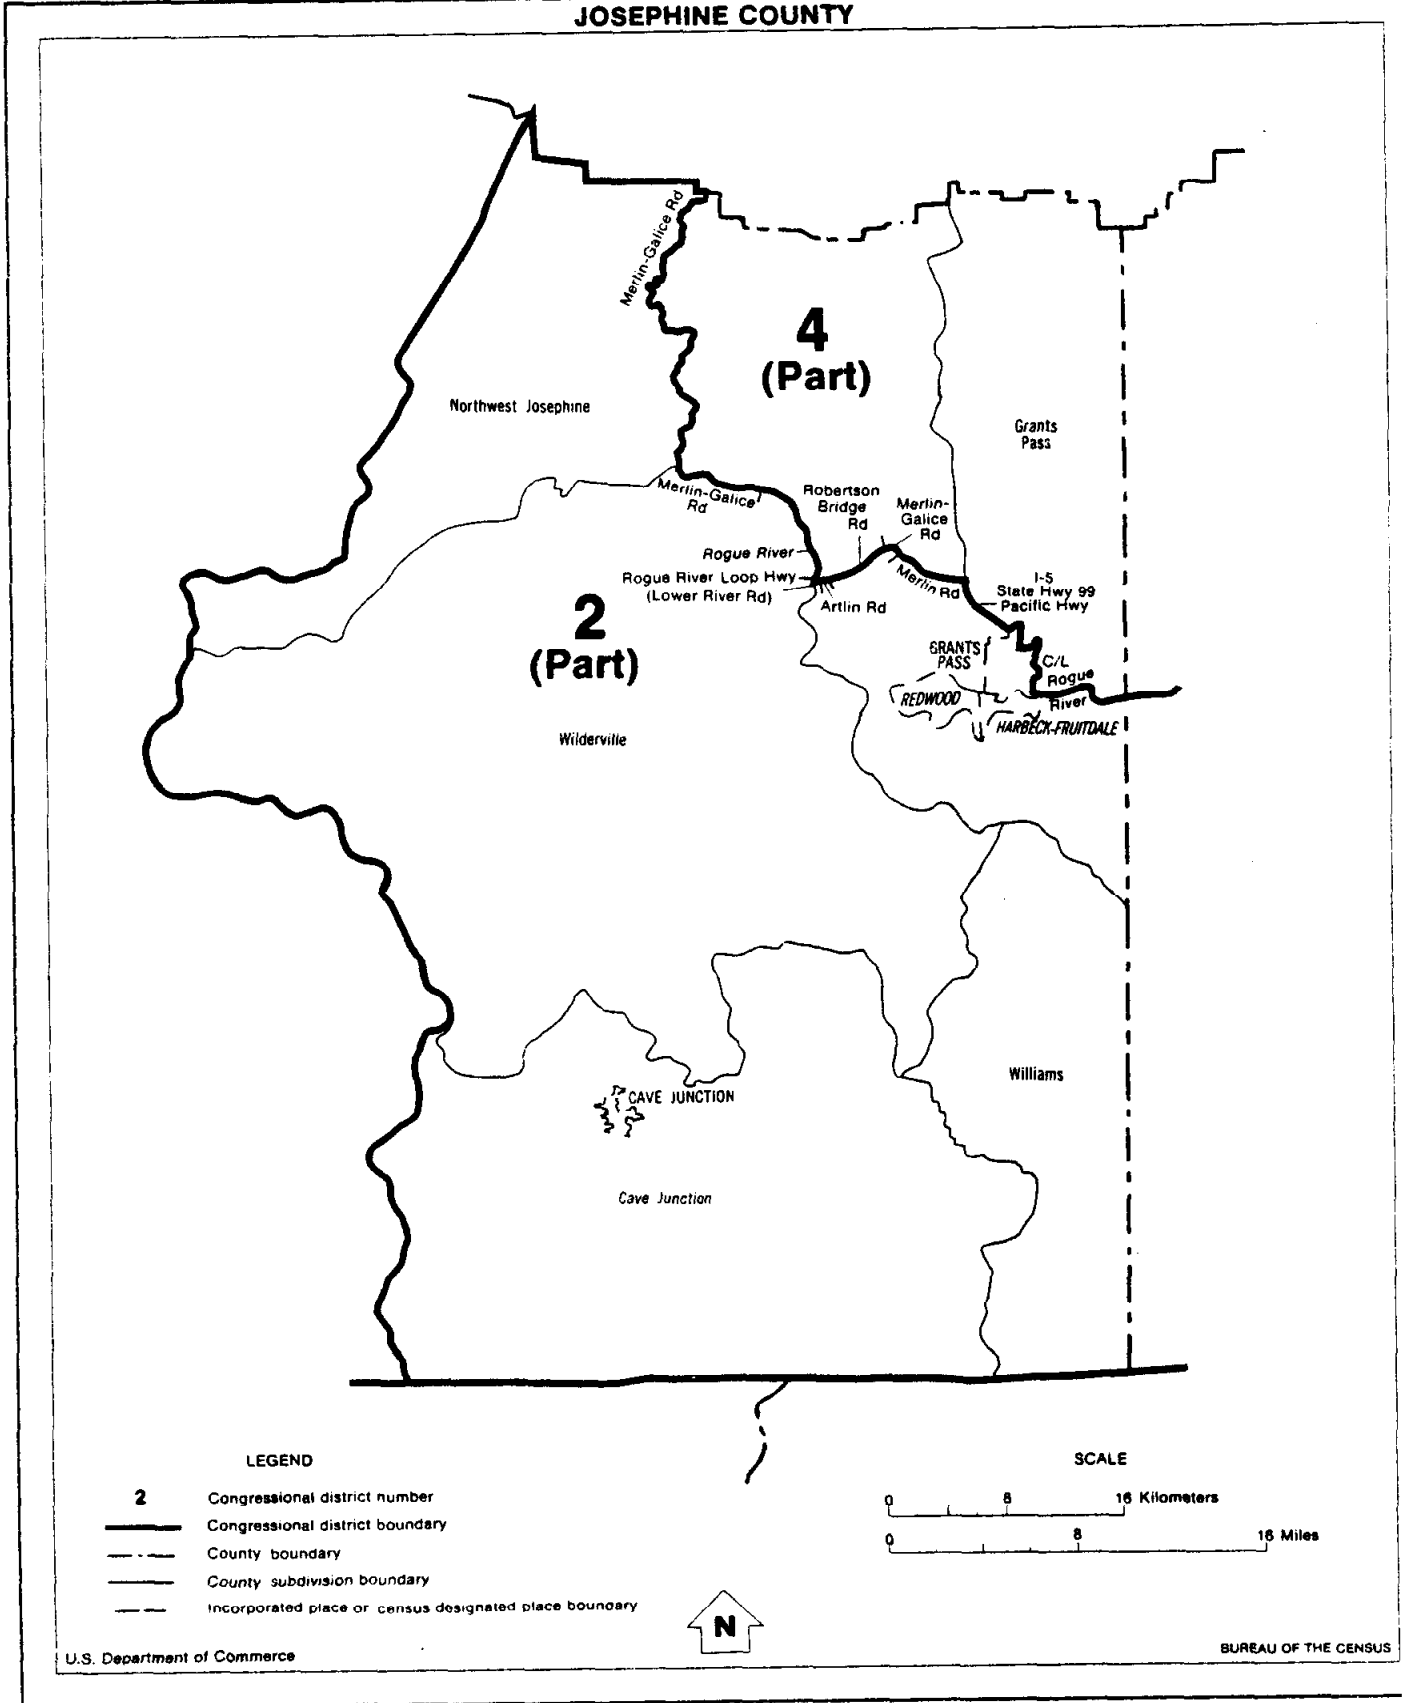 JOSEPHINE COUNTY
Merlin-Galice Rd
4
(Part)
Northwest Josephine
Grants
Pass
Merlin-Galice
Rd
Robertson
Bridge
Rd
Merlin-
Galice
Rd
Rogue River
Rogue River Loop Hwy
(Lower River Rd)
Artlin Rd
Merlin Rd
I-5
State Hwy 99
Pacific Hwy
2
(Part)
GRANTS
PASS
C/L
Rogue
River
REDWOOD
HARBECK-FRUITDALE
Wilderville
Williams
CAVE JUNCTION
Cave Junction
LEGEND
2 Congressional district number
Congressional district boundary
County boundary
County subdivision boundary
Incorporated place or census designated place boundary
SCALE
0 8 16 Kilometers
0 8 16 Miles
N
U.S. Department of Commerce
BUREAU OF THE CENSUS